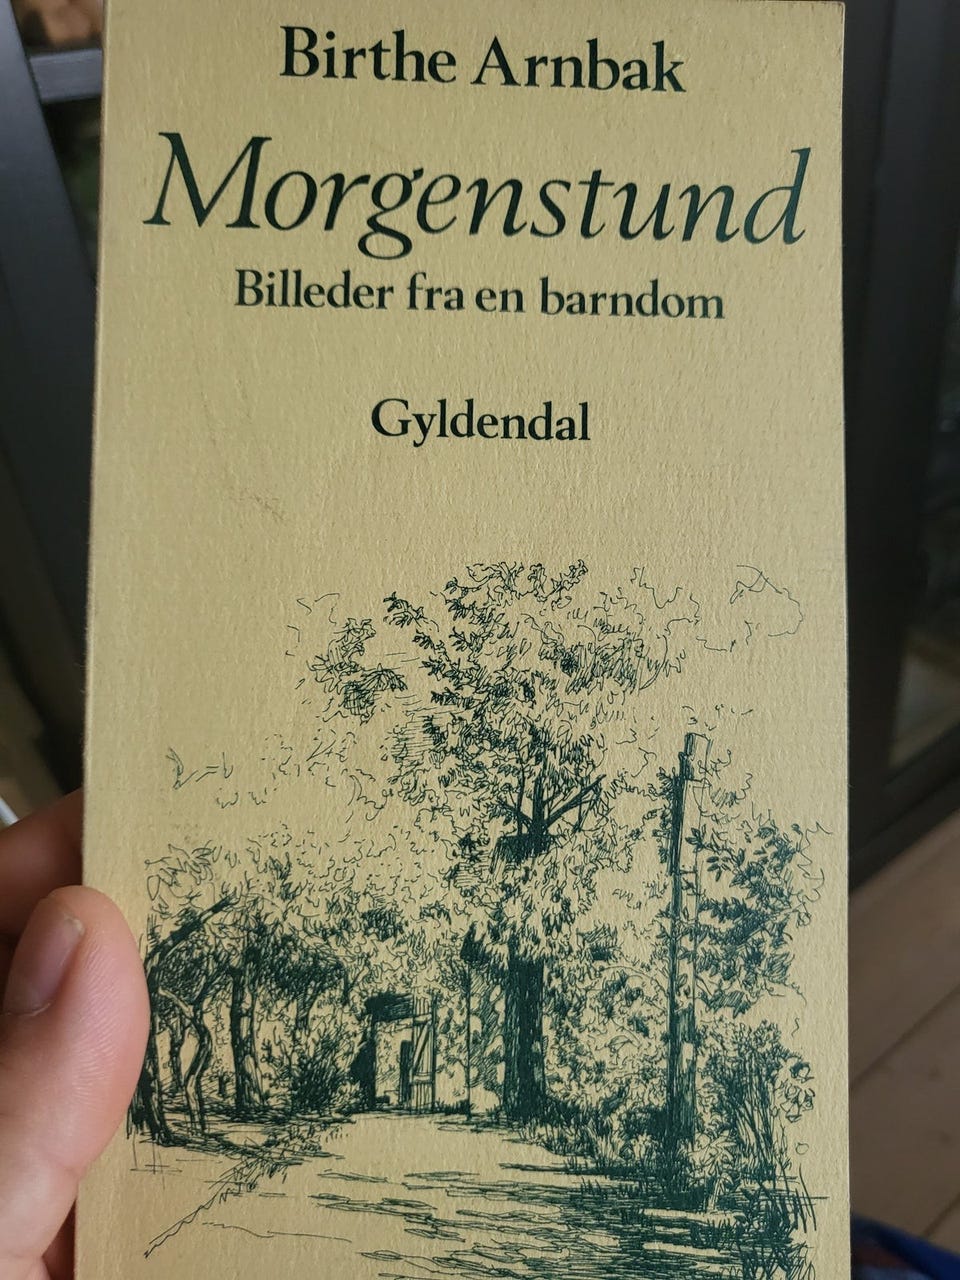 Birthe Arnbak
Morgenstund
Billeder fra en barndom
Gyldendal